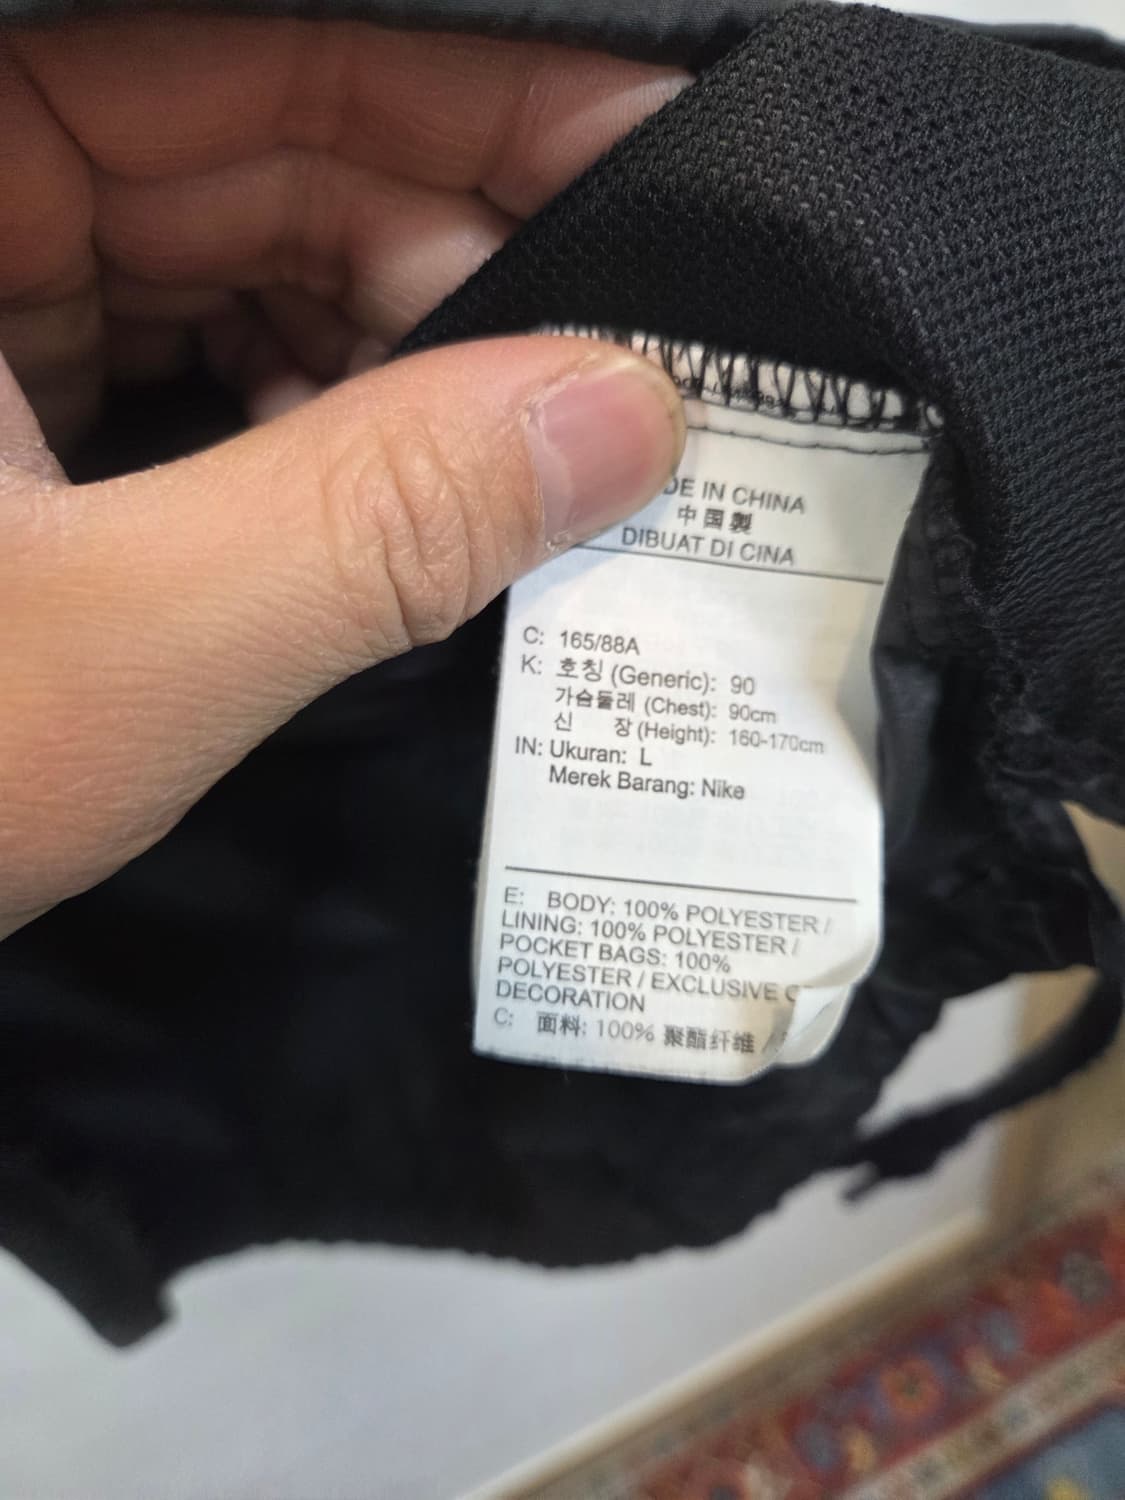 DE IN CHINA
中国製
DIBUAT DI CINA
C: 165/88A
K: 호칭 (Generic): 90
가슴둘레 (Chest): 90cm
신 장 (Height): 160-170cm
IN: Ukuran: L
Merek Barang: Nike
E: BODY: 100% POLYESTER /
LINING: 100% POLYESTER /
POCKET BAGS: 100%
POLYESTER / EXCLUSIVE
DECORATION
C: 面料: 100% 聚酯纤维 /